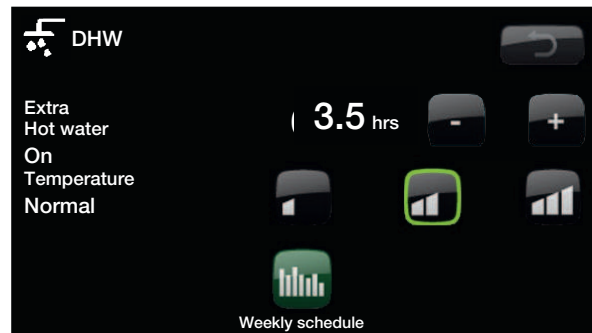 DHW
Extra
Hot water
3.5 hrs
-
+
On
Temperature
Normal
Weekly schedule